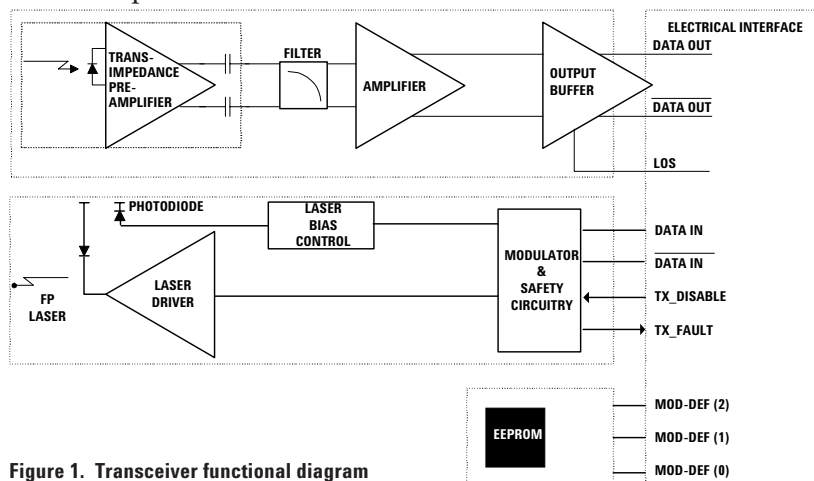 ELECTRICAL INTERFACE
TRANS-
IMPEDANCE
PRE-
AMPLIFIER
FILTER
AMPLIFIER
OUTPUT
BUFFER
DATA OUT
DATA OUT
LOS
PHOTODIODE
LASER
BIAS
CONTROL
MODULATOR
&
SAFETY
CIRCUITRY
LASER
DRIVER
FP
LASER
DATA IN
DATA IN
TX_DISABLE
TX_FAULT
EEPROM
MOD-DEF (2)
MOD-DEF (1)
MOD-DEF (0)
Figure 1. Transceiver functional diagram